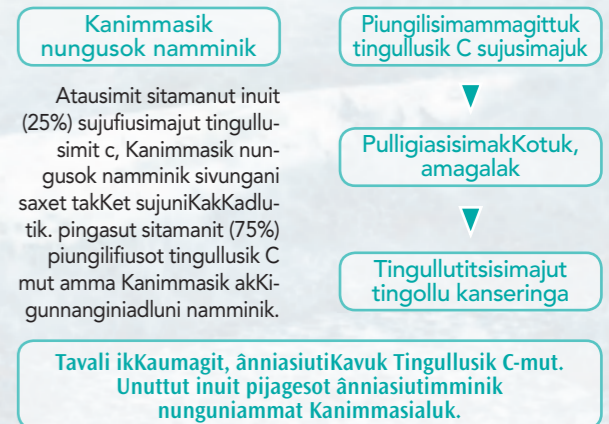 Kanimmasik
nungusok namminik
Atausimit sitamanut inuit
(25%) sujufiusimajut tingullu-
simit c, Kanimmasik nun-
gusok namminik sivungani
saxet takKet sujuniKakKadlu-
tik. pingasut sitamanit (75%)
piungilifiusot tingullusik C
mut amma Kanimmasik akKi-
gunnanginiadluni namminik.
Piungilisimammagittuk
tingullusik C sujusimajuk
PulligiasisimakKotuk,
amagalak
Tingullutitsisimajut
tingollu kanseringa
Tavali ikKaumagit, ânniasiutiKavuk Tingullusik C-mut.
Unuttut inuit pijagesot ânniasiutimminik
nunguniammat Kanimmasialuk.